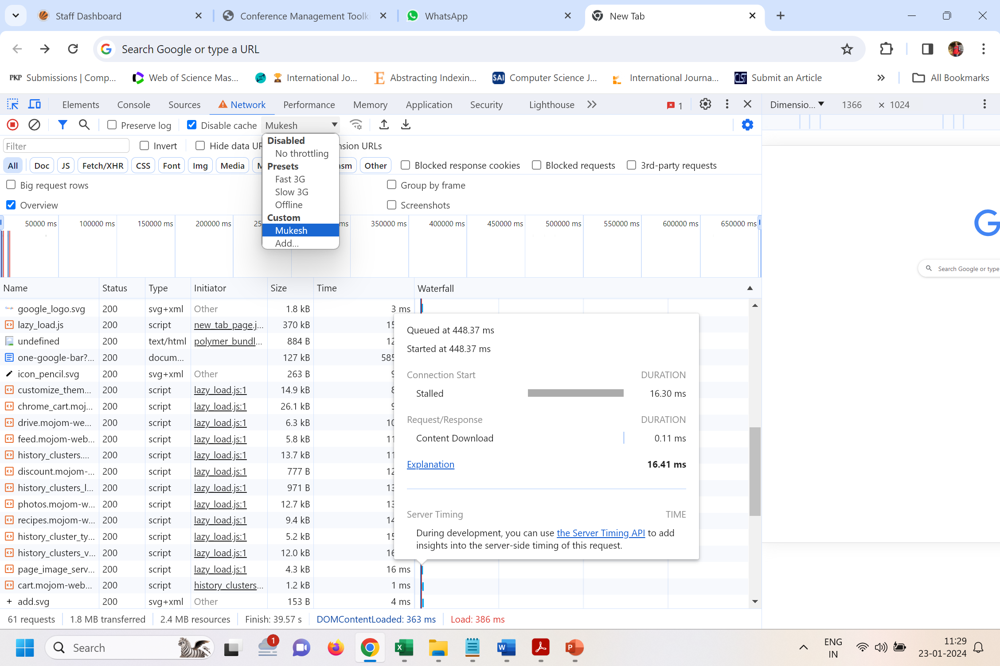 Staff Dashboard
Conference Management Toolki
WhatsApp
New Tab
Search Google or type a URL
PKP Submissions | Comp...
Web of Science Mas...
International Jo...
E Abstracting Indexin...
SAI Computer Science J...
International Journa...
Submit an Article
All Bookmarks
Elements Console Sources Network Performance Memory Application Security Lighthouse 1
Dimensio... 1366 × 1024
Preserve log Disable cache Mukesh
Disabled
No throttling
Presets
Fast 3G
Slow 3G
Offline
Custom
Mukesh
Add...
Filter Invert Hide data UR nsion URLs
All Doc JS Fetch/XHR CSS Font Img Media M asm Other Blocked response cookies Blocked requests 3rd-party requests
Big request rows Group by frame
Overview Screenshots
50000 ms 100000 ms 150000 ms 200000 ms 25 ms 350000 ms 400000 ms 450000 ms 500000 ms 550000 ms 600000 ms 650000 ms
G
Search Google or type
Name Status Type Initiator Size Time Waterfall
google_logo.svg 200 svg+xml Other 1.8 kB 3 ms
lazy_load.js 200 script new_tab_page.j... 370 kB 15
undefined 200 text/html polymer_bundl... 884 B 12
one-google-bar?... 200 docum... 127 kB 585
icon_pencil.svg 200 svg+xml Other 263 B 9
customize_them... 200 script lazy_load.js:1 14.9 kB 8
chrome_cart.moj... 200 script lazy_load.js:1 26.1 kB 9
drive.mojom-we... 200 script lazy_load.js:1 6.3 kB 10
feed.mojom-web... 200 script lazy_load.js:1 5.8 kB 11
history_clusters.... 200 script lazy_load.js:1 13.7 kB 11
discount.mojom-... 200 script lazy_load.js:1 777 B 12
history_clusters_l... 200 script lazy_load.js:1 971 B 13
photos.mojom-w... 200 script lazy_load.js:1 12.7 kB 13
recipes.mojom-w... 200 script lazy_load.js:1 9.4 kB 14
history_cluster_ty... 200 script lazy_load.js:1 5.2 kB 15
history_clusters_v... 200 script lazy_load.js:1 12.0 kB 16
page_image_serv... 200 script lazy_load.js:1 4.3 kB 16 ms
cart.mojom-web... 200 script history_clusters... 1.2 kB 1 ms
add.svg 200 svg+xml Other 153 B 4 ms
Queued at 448.37 ms
Started at 448.37 ms
Connection Start DURATION
Stalled 16.30 ms
Request/Response DURATION
Content Download 0.11 ms
Explanation 16.41 ms
Server Timing TIME
During development, you can use the Server Timing API to add
insights into the server-side timing of this request.
61 requests 1.8 MB transferred 2.4 MB resources Finish: 39.57 s DOMContentLoaded: 363 ms Load: 386 ms
Search 1
ENG
IN
11:29
23-01-2024